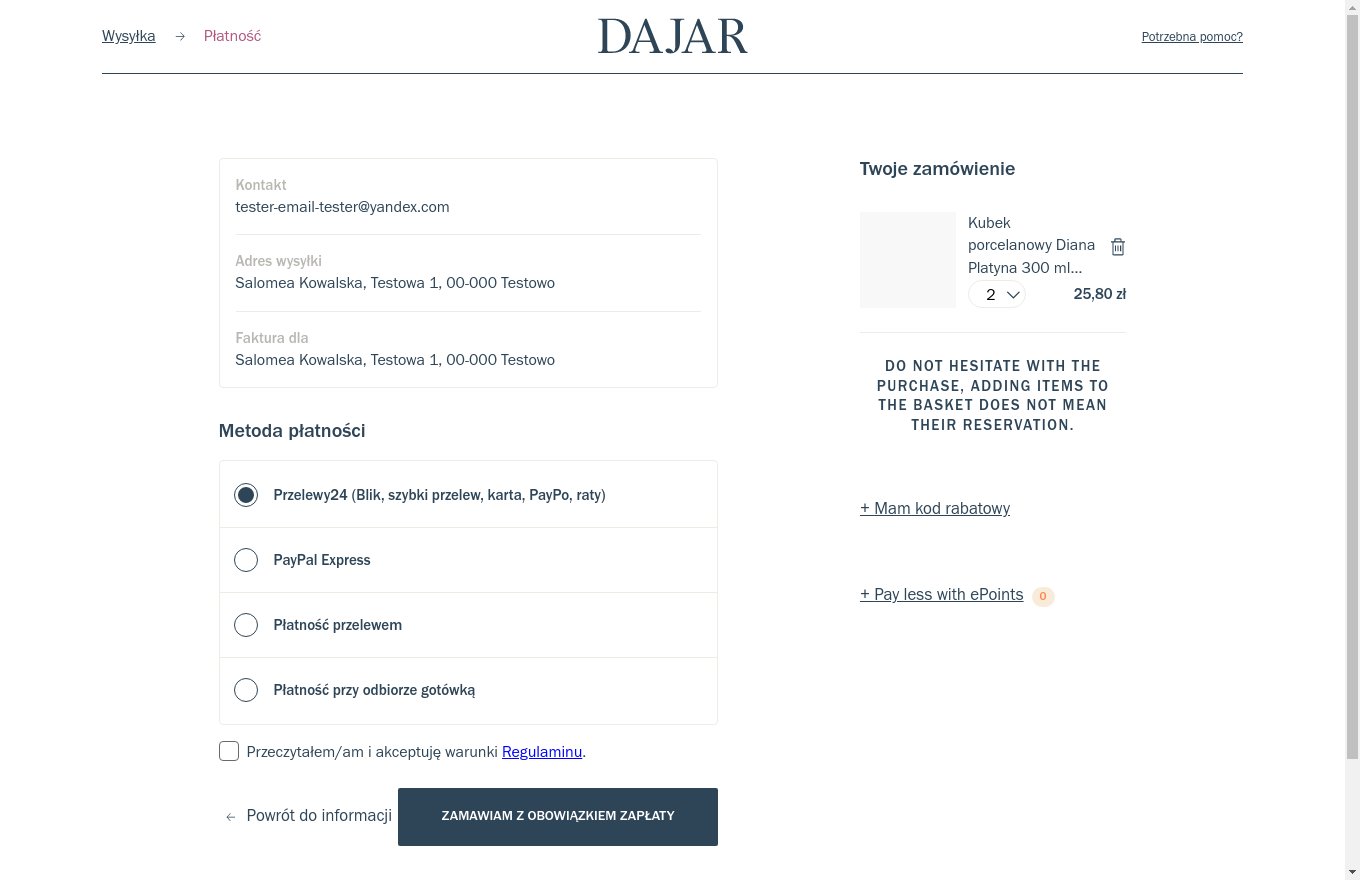 Wysyłka → Płatność
DAJAR
Potrzebna pomoc?
Kontakt
tester-email-tester@yandex.com
Adres wysyłki
Salomea Kowalska, Testowa 1, 00-000 Testowo
Faktura dla
Salomea Kowalska, Testowa 1, 00-000 Testowo
Metoda płatności
Przelewy24 (Blik, szybki przelew, karta, PayPo, raty)
PayPal Express
Płatność przelewem
Płatność przy odbiorze gotówką
Przeczytałem/am i akceptuję warunki Regulaminu.
← Powrót do informacji
ZAMAWIAM Z OBOWIĄZKIEM ZAPŁATY
Twoje zamówienie
Kubek
porcelanowy Diana
Platyna 300 ml...
2
25,80 zł
DO NOT HESITATE WITH THE
PURCHASE, ADDING ITEMS TO
THE BASKET DOES NOT MEAN
THEIR RESERVATION.
+ Mam kod rabatowy
+ Pay less with ePoints 0